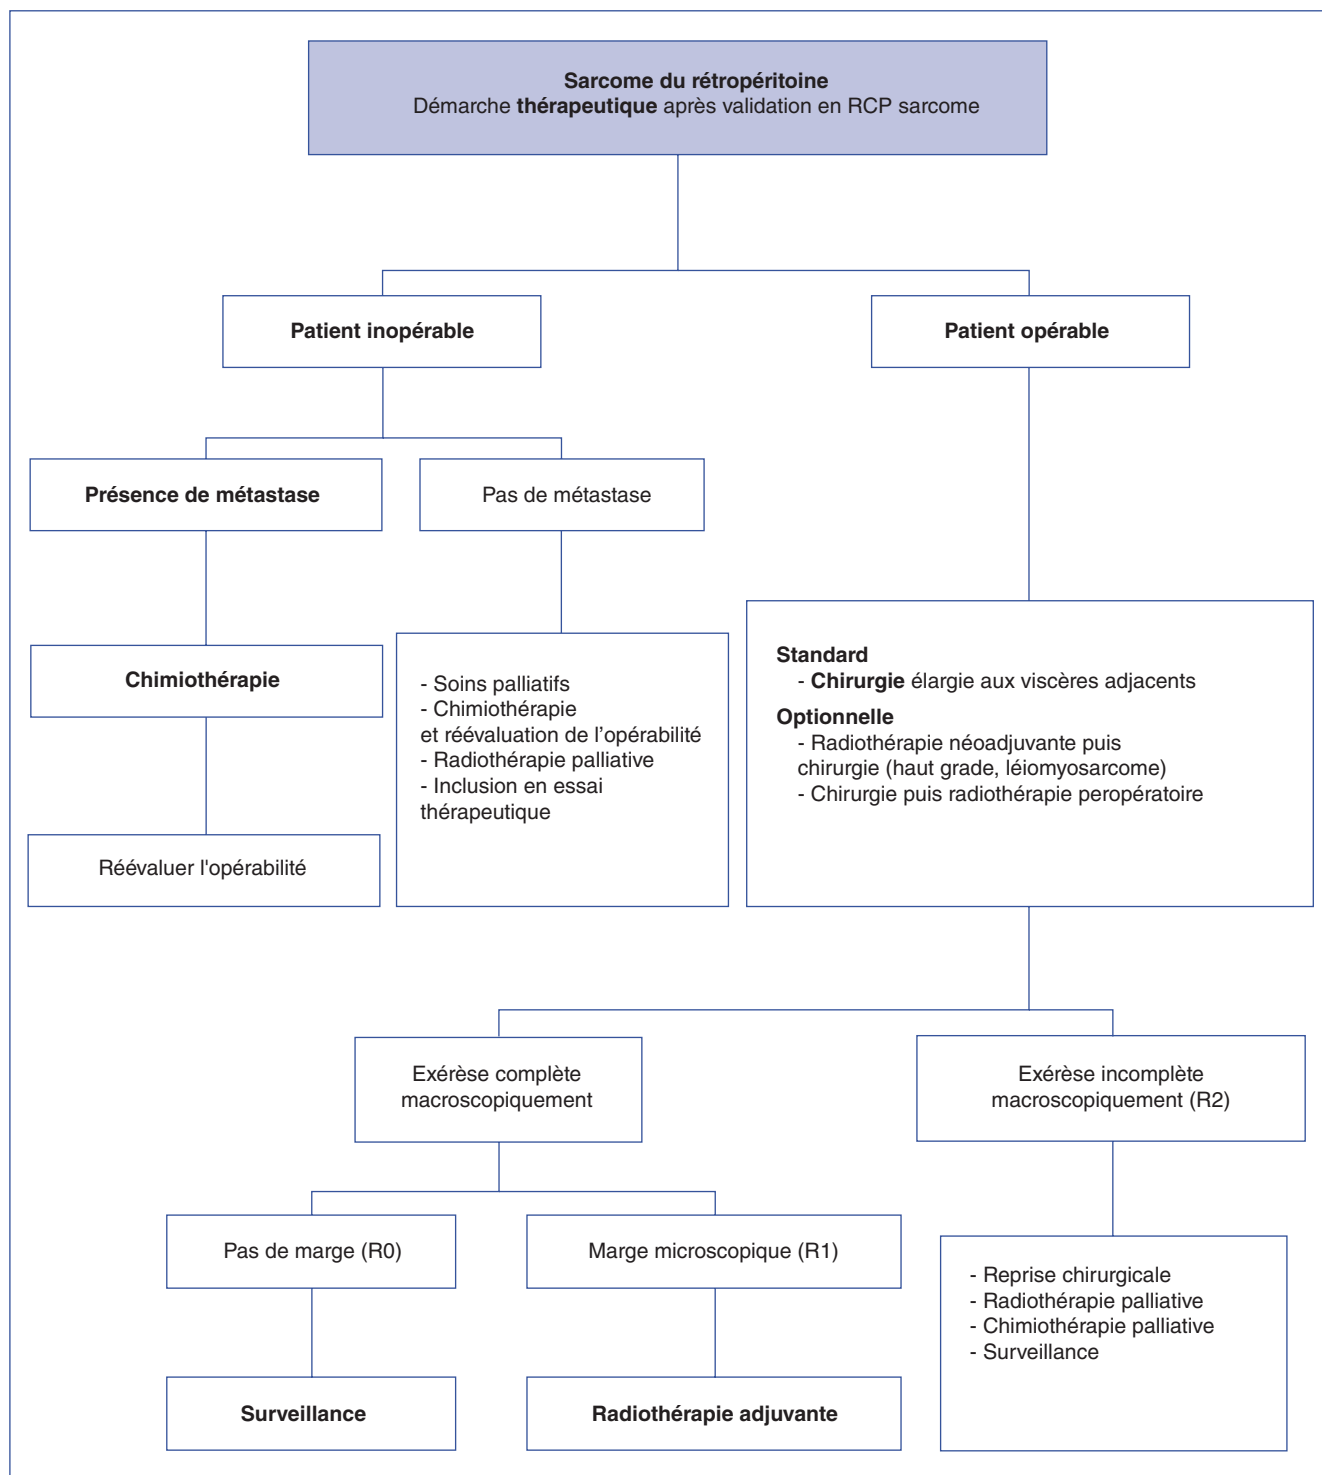 Sarcome du rétropéritoine
Démarche thérapeutique après validation en RCP sarcome
Patient inopérable
Patient opérable
Présence de métastase
Pas de métastase
Chimiothérapie
- Soins palliatifs
- Chimiothérapie
et réévaluation de l'opérabilité
- Radiothérapie palliative
- Inclusion en essai
thérapeutique
Réévaluer l'opérabilité
Standard
- Chirurgie élargie aux viscères adjacents
Optionnelle
- Radiothérapie néoadjuvante puis
chirurgie (haut grade, léiomyosarcome)
- Chirurgie puis radiothérapie peropératoire
Exérèse complète
macroscopiquement
Exérèse incomplète
macroscopiquement (R2)
Pas de marge (R0)
Marge microscopique (R1)
- Reprise chirurgicale
- Radiothérapie palliative
- Chimiothérapie palliative
- Surveillance
Surveillance
Radiothérapie adjuvante